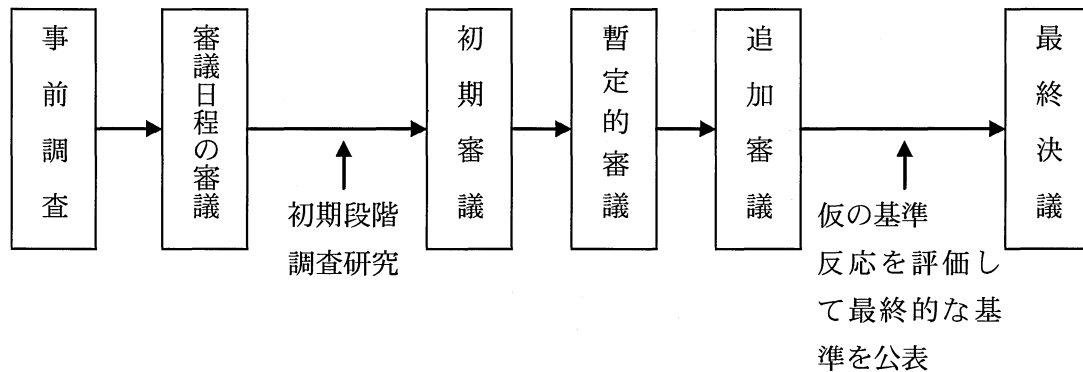 事前調査
審議日程の審議
初期段階
調査研究
初期審議
暫定的審議
追加審議
仮の基準
反応を評価し
て最終的な基
準を公表
最終決議